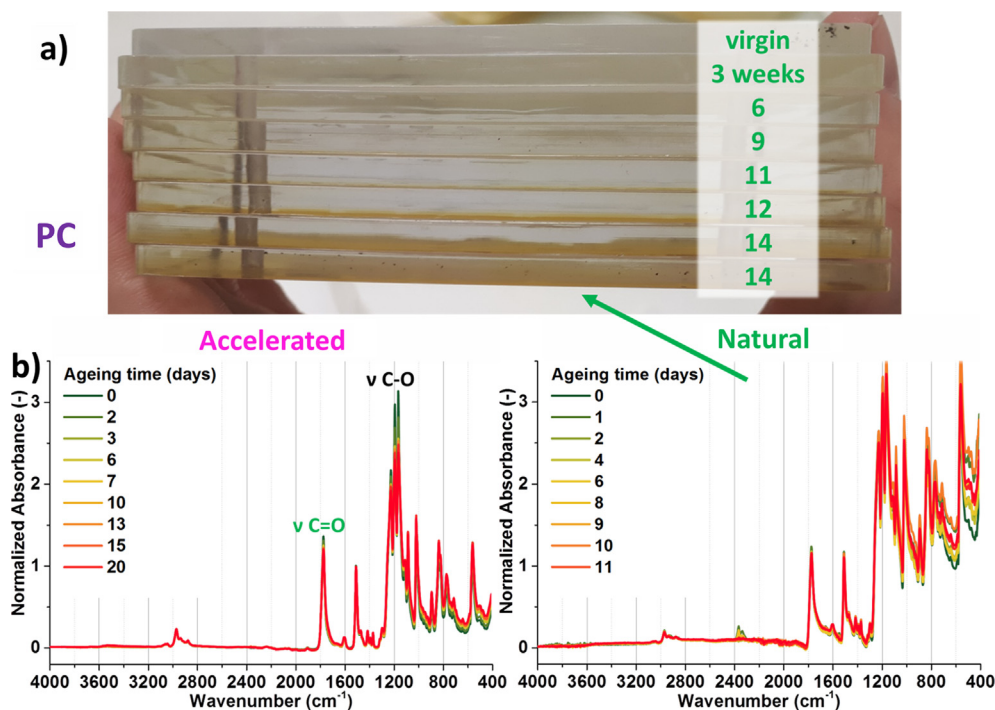 a)
virgin
3 weeks
6
9
11
12
14
14
PC
Accelerated
Natural
b)
Ageing time (days)
0
2
3
6
7
10
13
15
20
ν C-O
ν C=O
Normalized Absorbance (-)
3
2
1
0
4000 3600 3200 2800 2400 2000 1600 1200 800 400
Wavenumber (cm⁻¹)
Ageing time (days)
0
1
2
4
6
8
9
10
11
Normalized Absorbance (-)
3
2
1
0
4000 3600 3200 2800 2400 2000 1600 1200 800 400
Wavenumber (cm⁻¹)